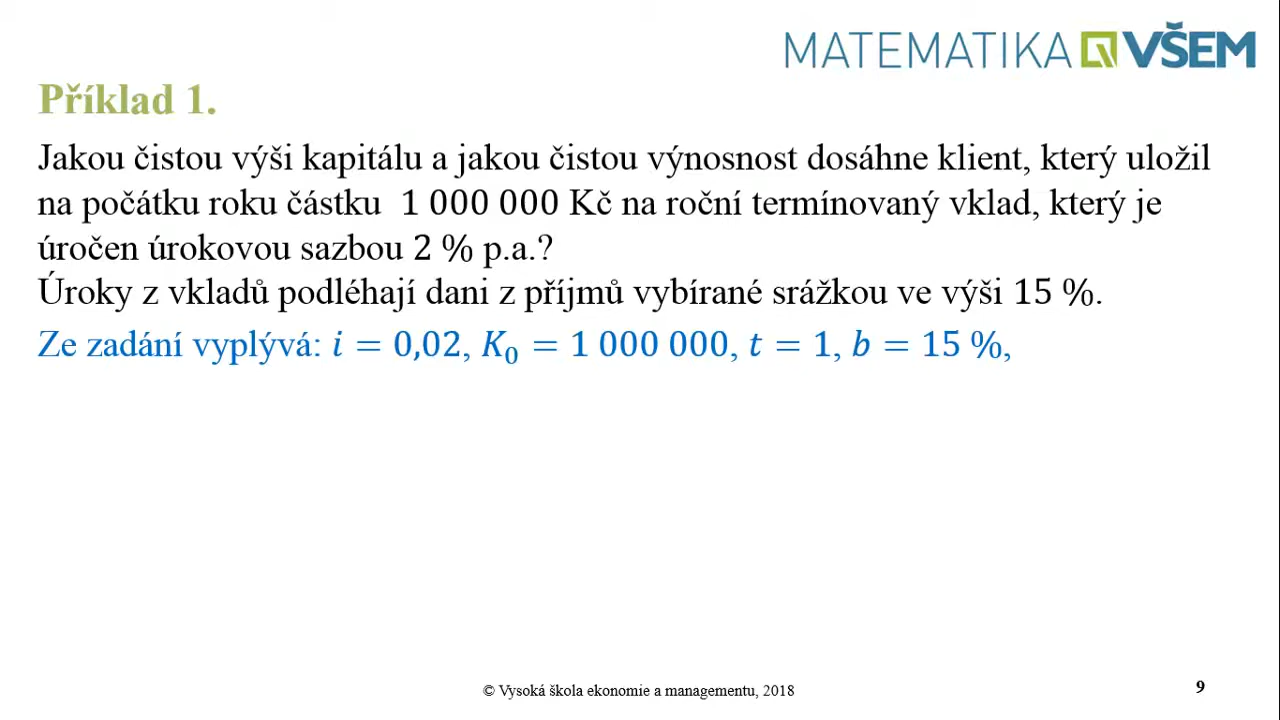 MATEMATIKA VŠEM
Příklad 1.
Jakou čistou výši kapitálu a jakou čistou výnosnost dosáhne klient, který uložil
na počátku roku částku 1 000 000 Kč na roční termínovaný vklad, který je
úročen úrokovou sazbou 2 % p.a.?
Úroky z vkladů podléhají dani z příjmů vybírané srážkou ve výši 15 %.
Ze zadání vyplývá: i = 0,02, K₀ = 1 000 000, t = 1, b = 15 %,
© Vysoká škola ekonomie a managementu, 2018
9